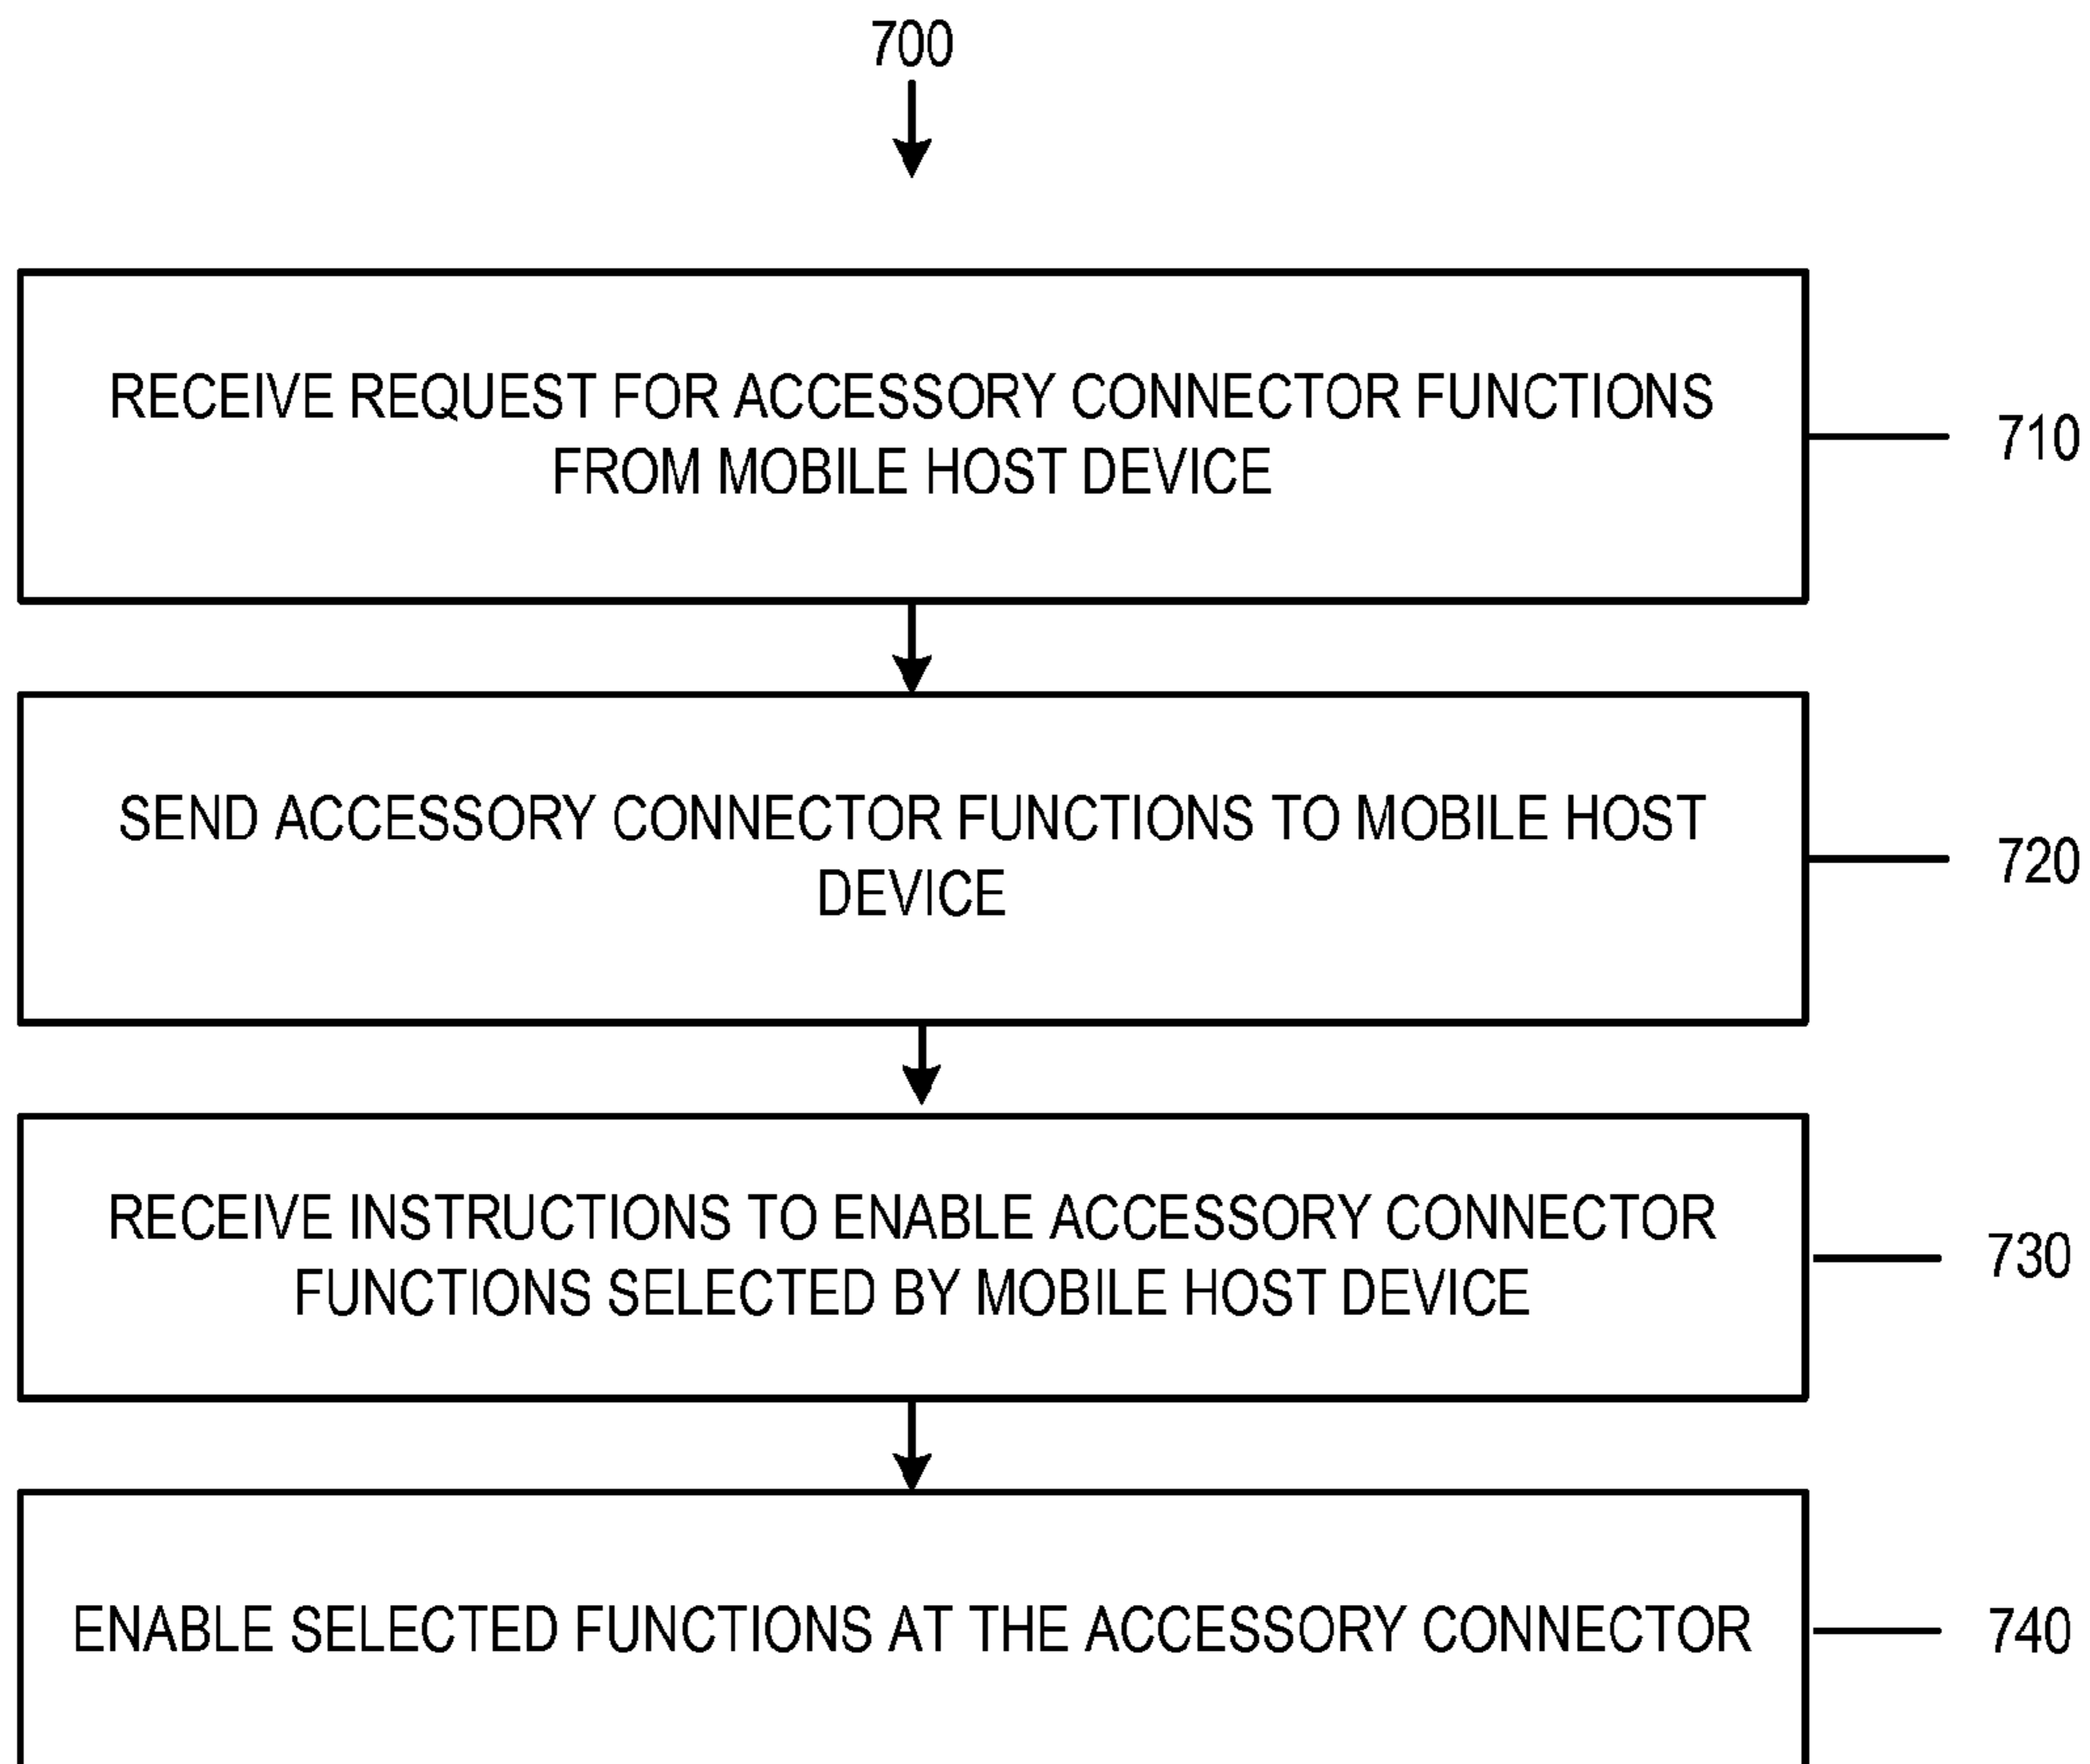 700
RECEIVE REQUEST FOR ACCESSORY CONNECTOR FUNCTIONS
FROM MOBILE HOST DEVICE
710
SEND ACCESSORY CONNECTOR FUNCTIONS TO MOBILE HOST
DEVICE
720
RECEIVE INSTRUCTIONS TO ENABLE ACCESSORY CONNECTOR
FUNCTIONS SELECTED BY MOBILE HOST DEVICE
730
ENABLE SELECTED FUNCTIONS AT THE ACCESSORY CONNECTOR
740